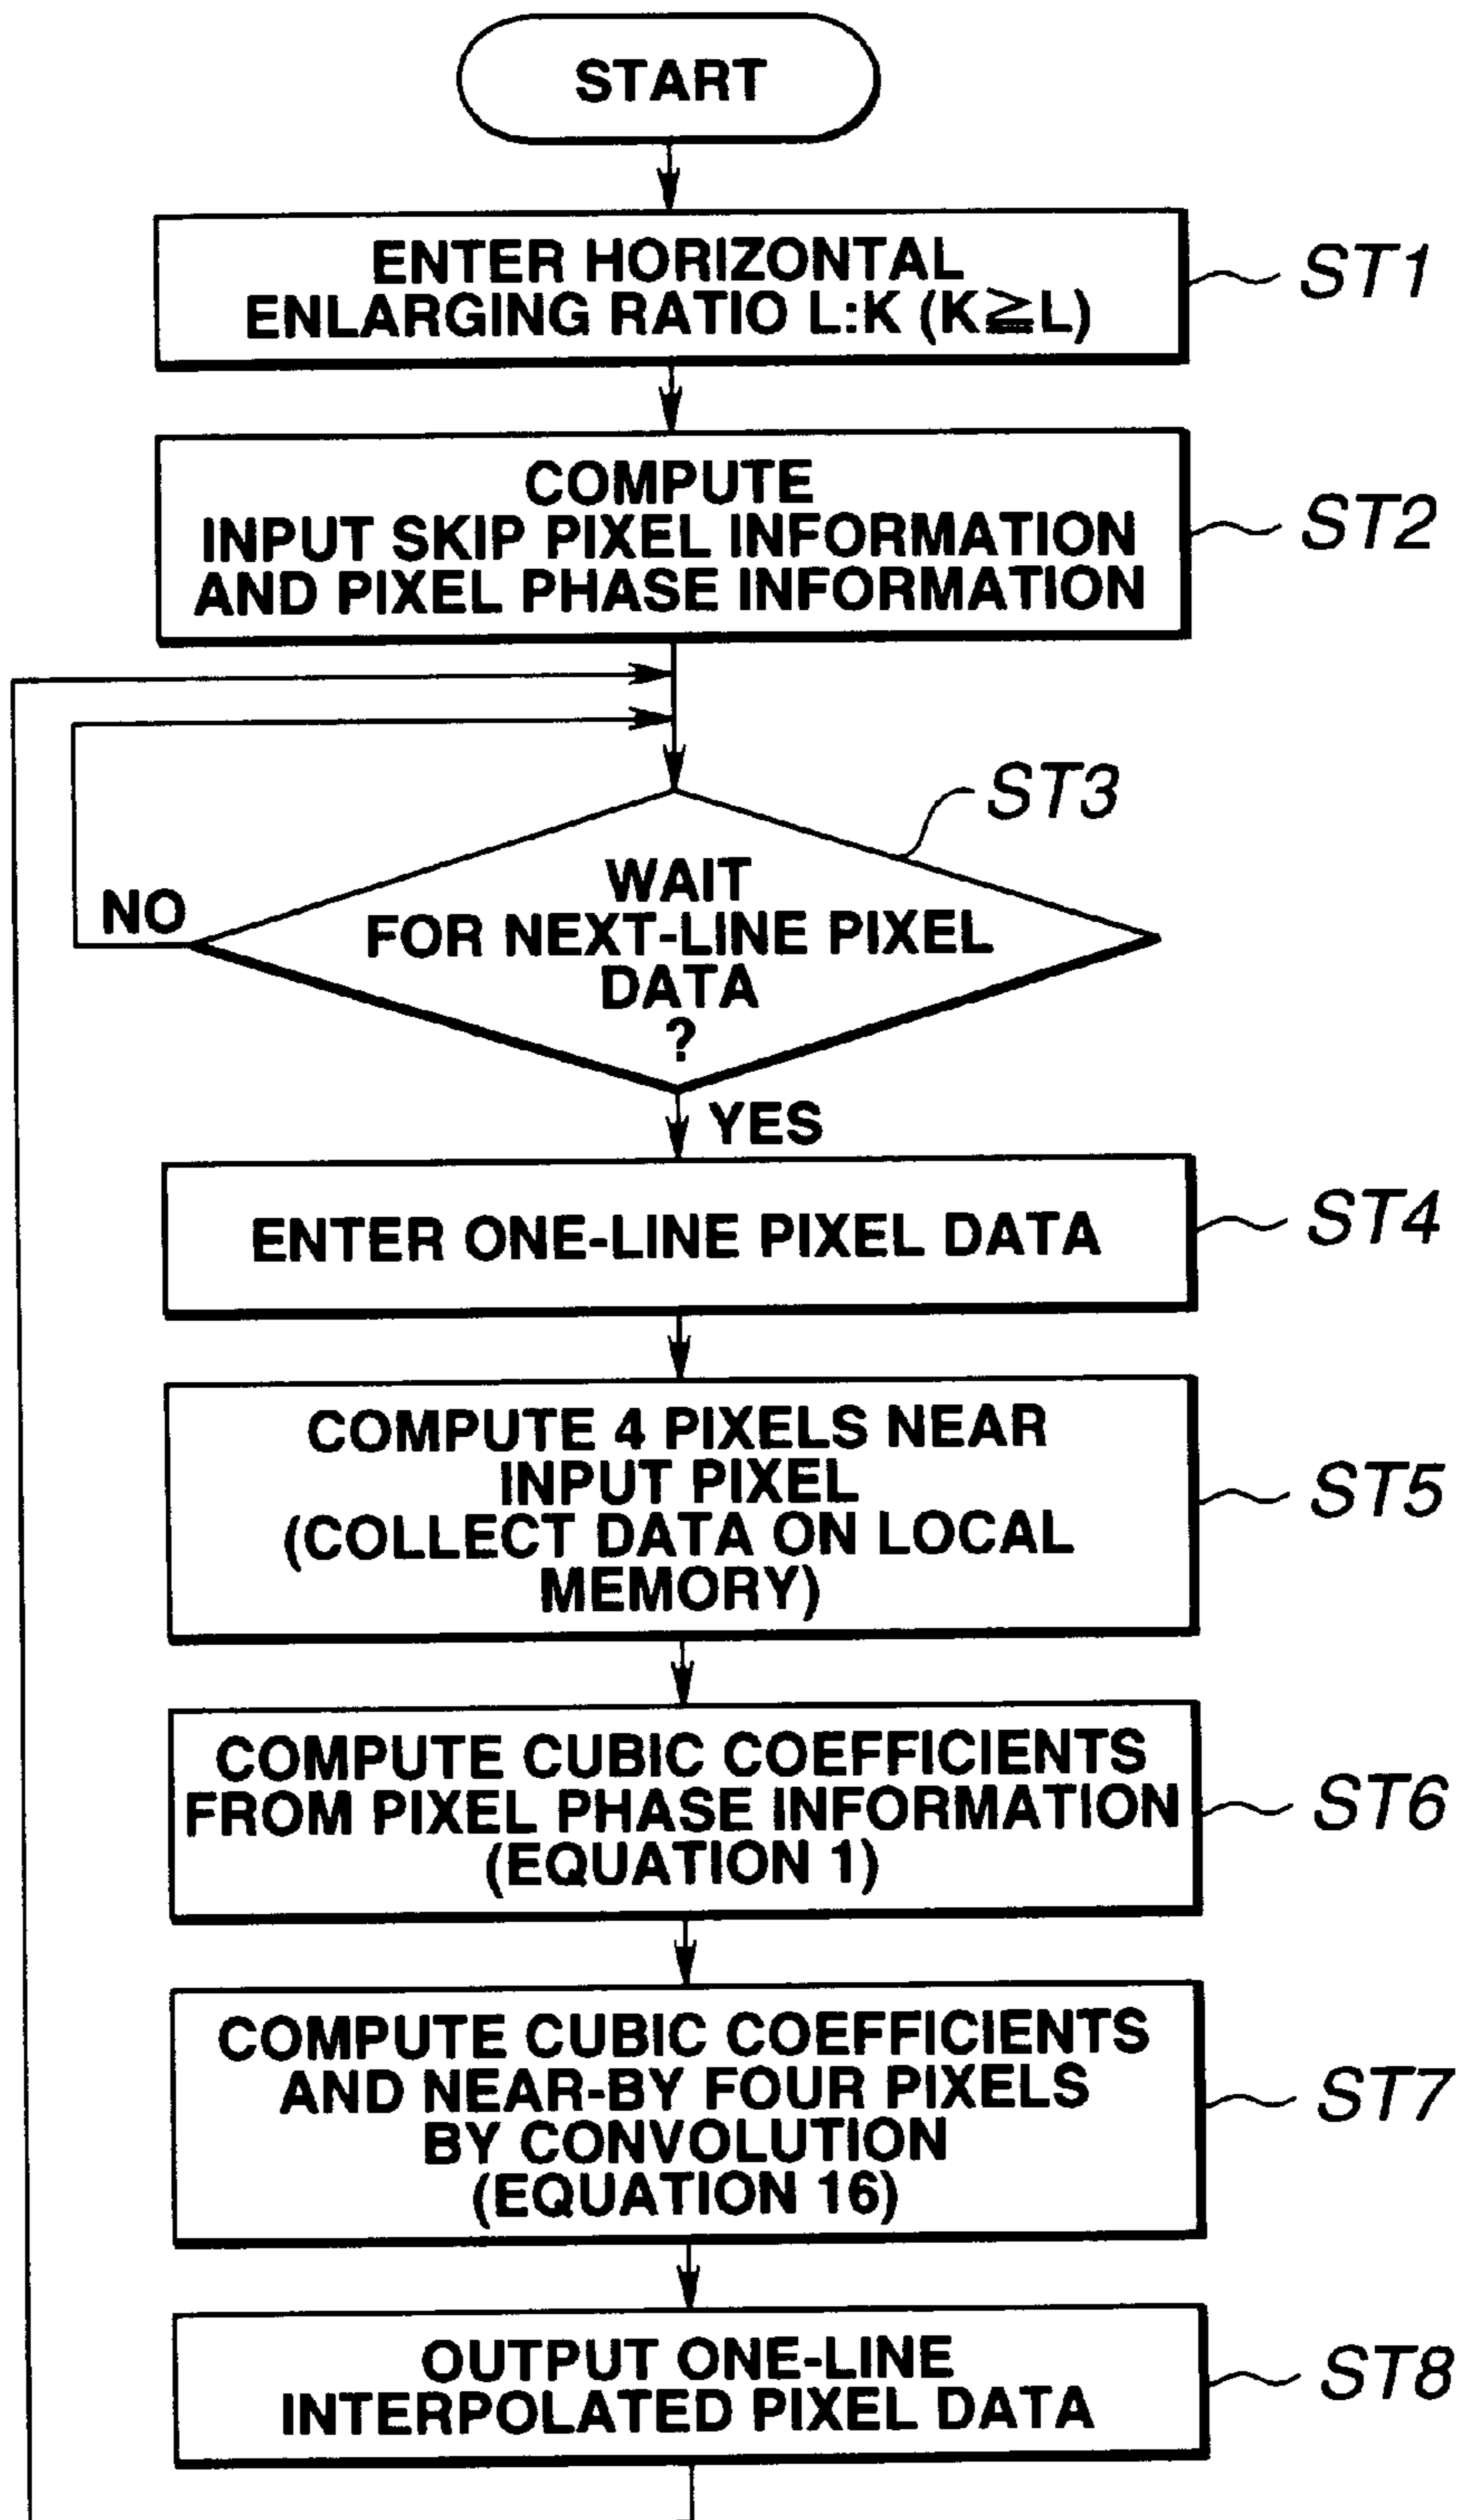 START
ENTER HORIZONTAL
ENLARGING RATIO L:K (K≧L)
ST1
COMPUTE
INPUT SKIP PIXEL INFORMATION
AND PIXEL PHASE INFORMATION
ST2
ST3
WAIT
FOR NEXT-LINE PIXEL
DATA
?
NO
YES
ENTER ONE-LINE PIXEL DATA
ST4
COMPUTE 4 PIXELS NEAR
INPUT PIXEL
(COLLECT DATA ON LOCAL
MEMORY)
ST5
COMPUTE CUBIC COEFFICIENTS
FROM PIXEL PHASE INFORMATION
(EQUATION 1)
ST6
COMPUTE CUBIC COEFFICIENTS
AND NEAR-BY FOUR PIXELS
BY CONVOLUTION
(EQUATION 16)
ST7
OUTPUT ONE-LINE
INTERPOLATED PIXEL DATA
ST8